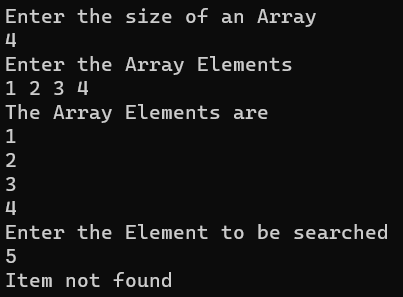 Enter the size of an Array
4
Enter the Array Elements
1 2 3 4
The Array Elements are
1
2
3
4
Enter the Element to be searched
5
Item not found